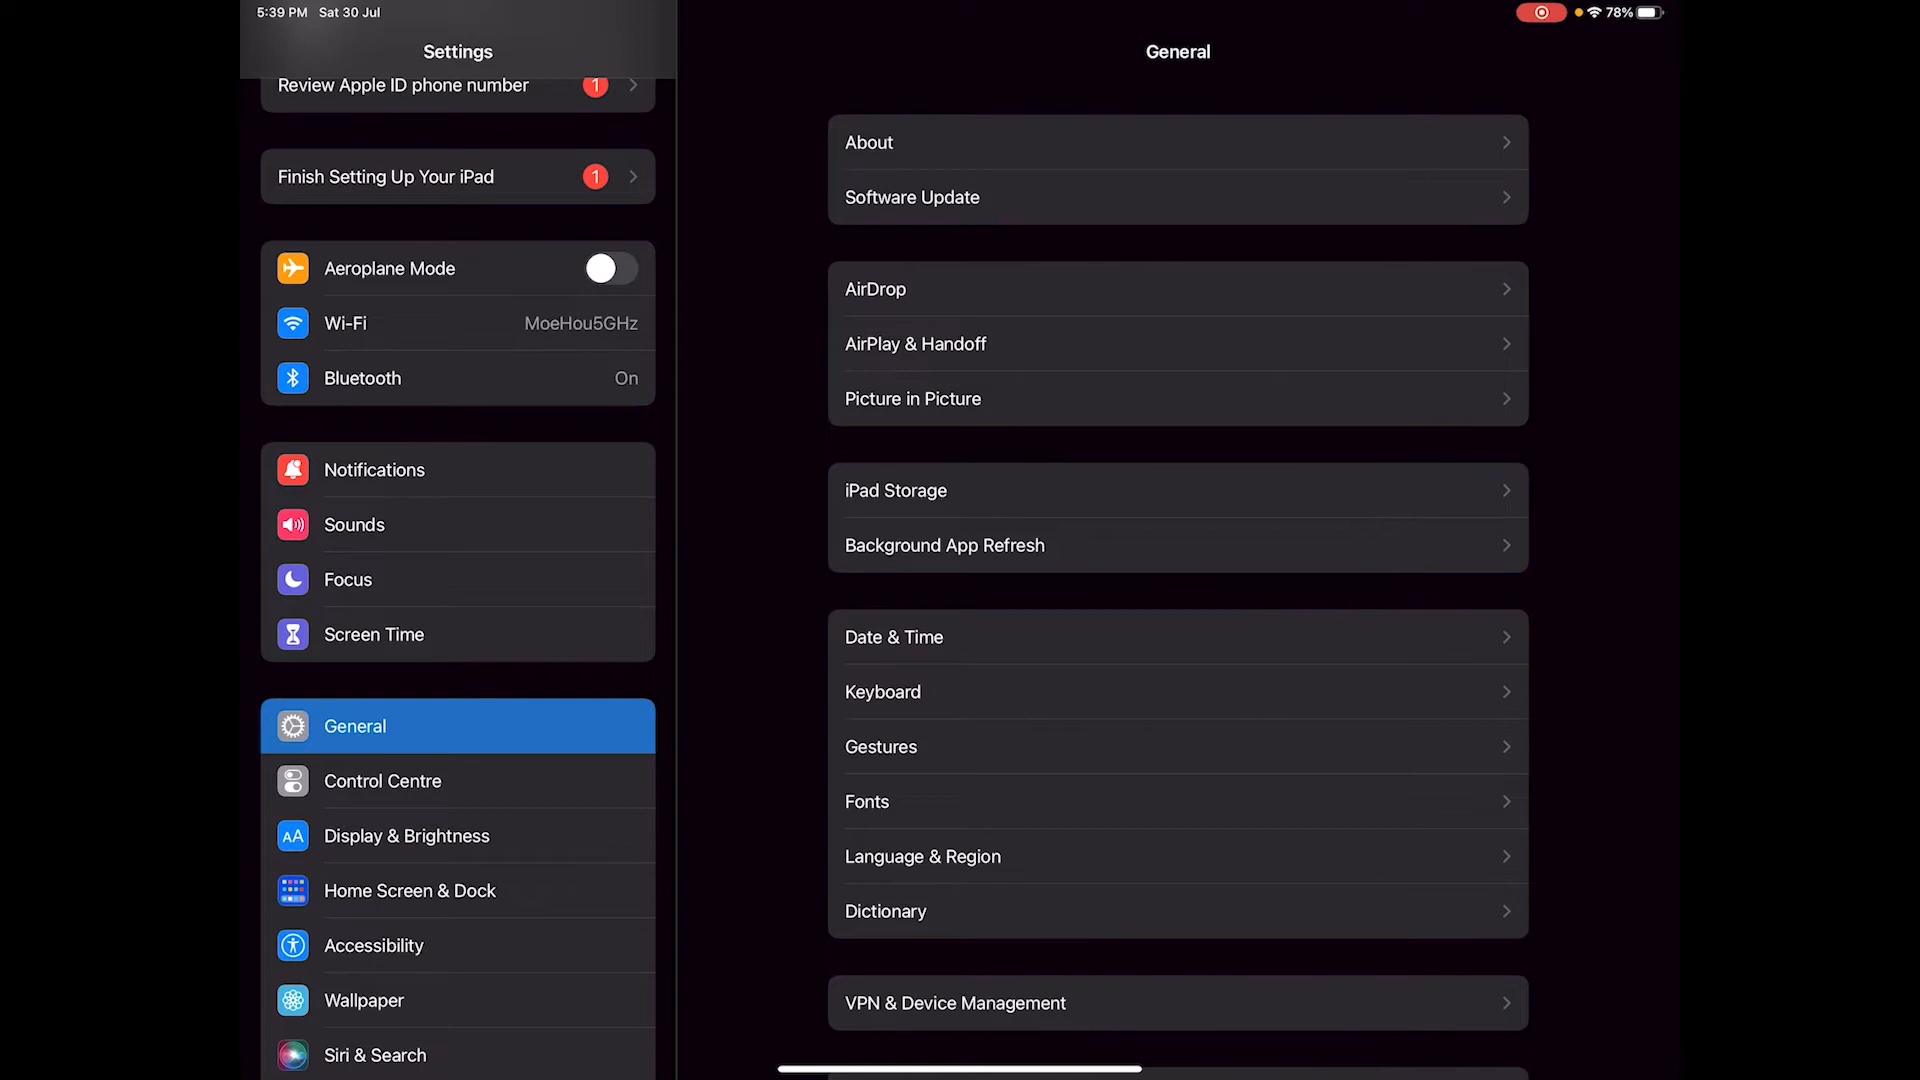 5:39 PM Sat 30 Jul
78%
Settings
Review Apple ID phone number 1
Finish Setting Up Your iPad 1
Aeroplane Mode
Wi-Fi MoeHou5GHz
Bluetooth On
Notifications
Sounds
Focus
Screen Time
General
Control Centre
AA Display & Brightness
Home Screen & Dock
Accessibility
Wallpaper
Siri & Search
General
About
Software Update
AirDrop
AirPlay & Handoff
Picture in Picture
iPad Storage
Background App Refresh
Date & Time
Keyboard
Gestures
Fonts
Language & Region
Dictionary
VPN & Device Management